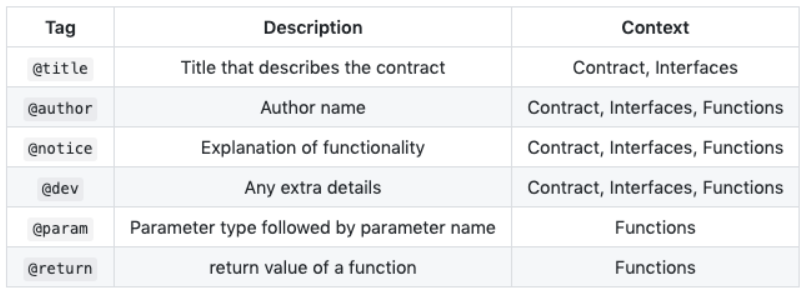 Tag Description Context
@title Title that describes the contract Contract, Interfaces
@author Author name Contract, Interfaces, Functions
@notice Explanation of functionality Contract, Interfaces, Functions
@dev Any extra details Contract, Interfaces, Functions
@param Parameter type followed by parameter name Functions
@return return value of a function Functions